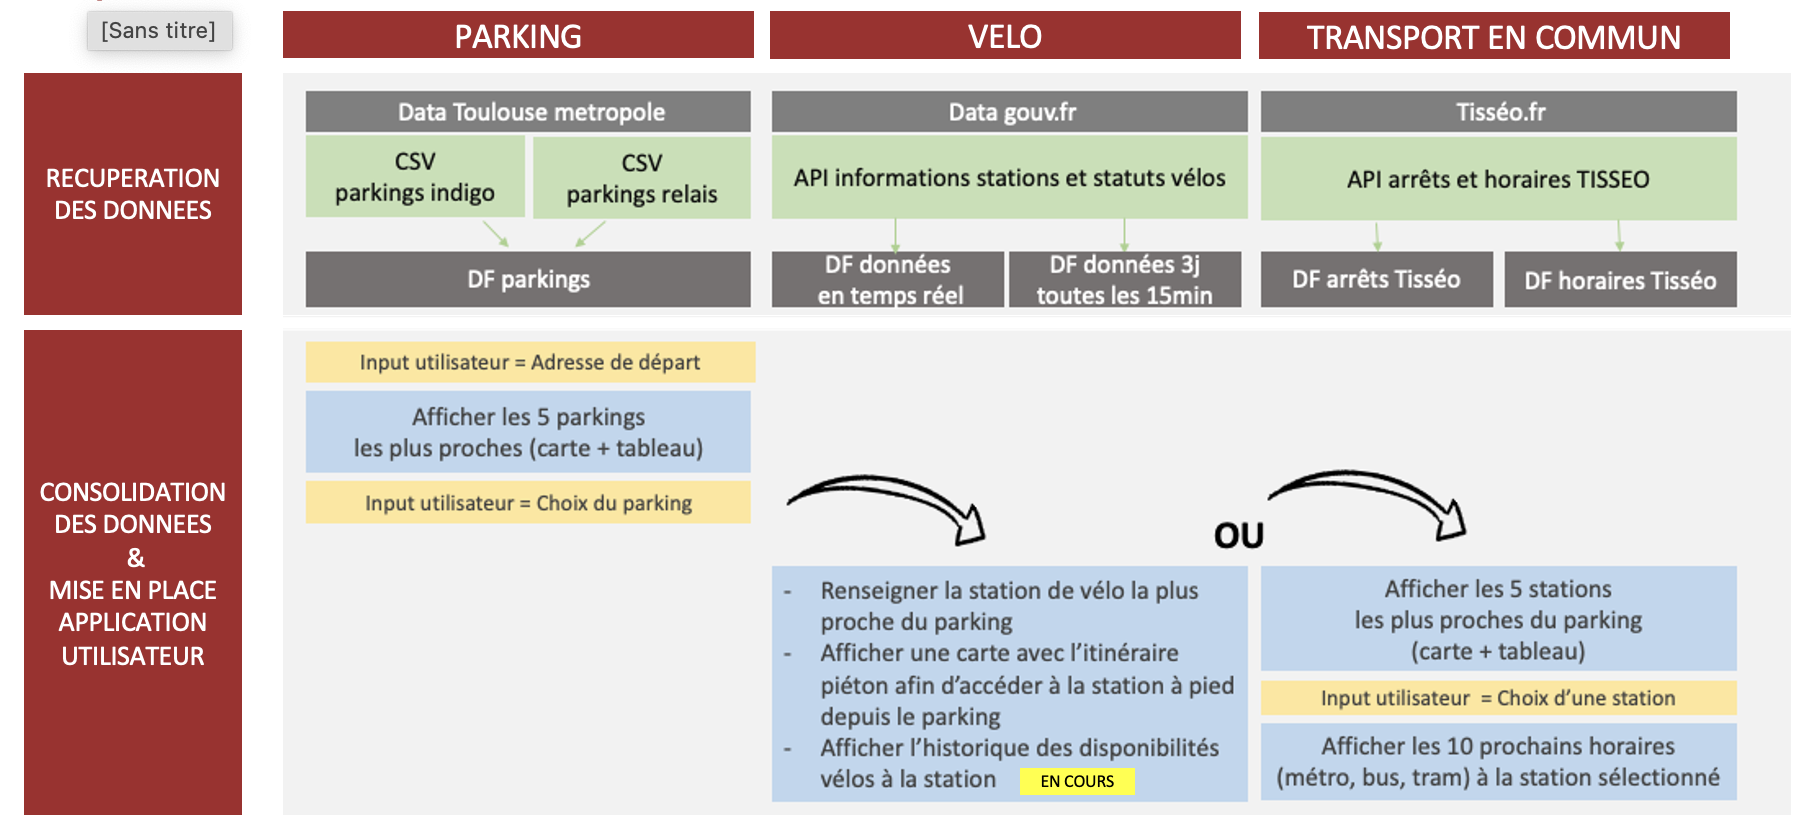 [Sans titre]
PARKING
VELO
TRANSPORT EN COMMUN
RECUPERATION
DES DONNEES
Data Toulouse metropole
CSV
parkings indigo
CSV
parkings relais
DF parkings
Data gouv.fr
API informations stations et statuts vélos
DF données
en temps réel
DF données 3j
toutes les 15min
Tisséo.fr
API arrêts et horaires TISSEO
DF arrêts Tisséo
DF horaires Tisséo
CONSOLIDATION
DES DONNEES
&
MISE EN PLACE
APPLICATION
UTILISATEUR
Input utilisateur = Adresse de départ
Afficher les 5 parkings
les plus proches (carte + tableau)
Input utilisateur = Choix du parking
- Renseigner la station de vélo la plus
proche du parking
- Afficher une carte avec l'itinéraire
piéton afin d'accéder à la station à pied
depuis le parking
- Afficher l'historique des disponibilités
vélos à la station EN COURS
OU
Afficher les 5 stations
les plus proches du parking
(carte + tableau)
Input utilisateur = Choix d'une station
Afficher les 10 prochains horaires
(métro, bus, tram) à la station sélectionné